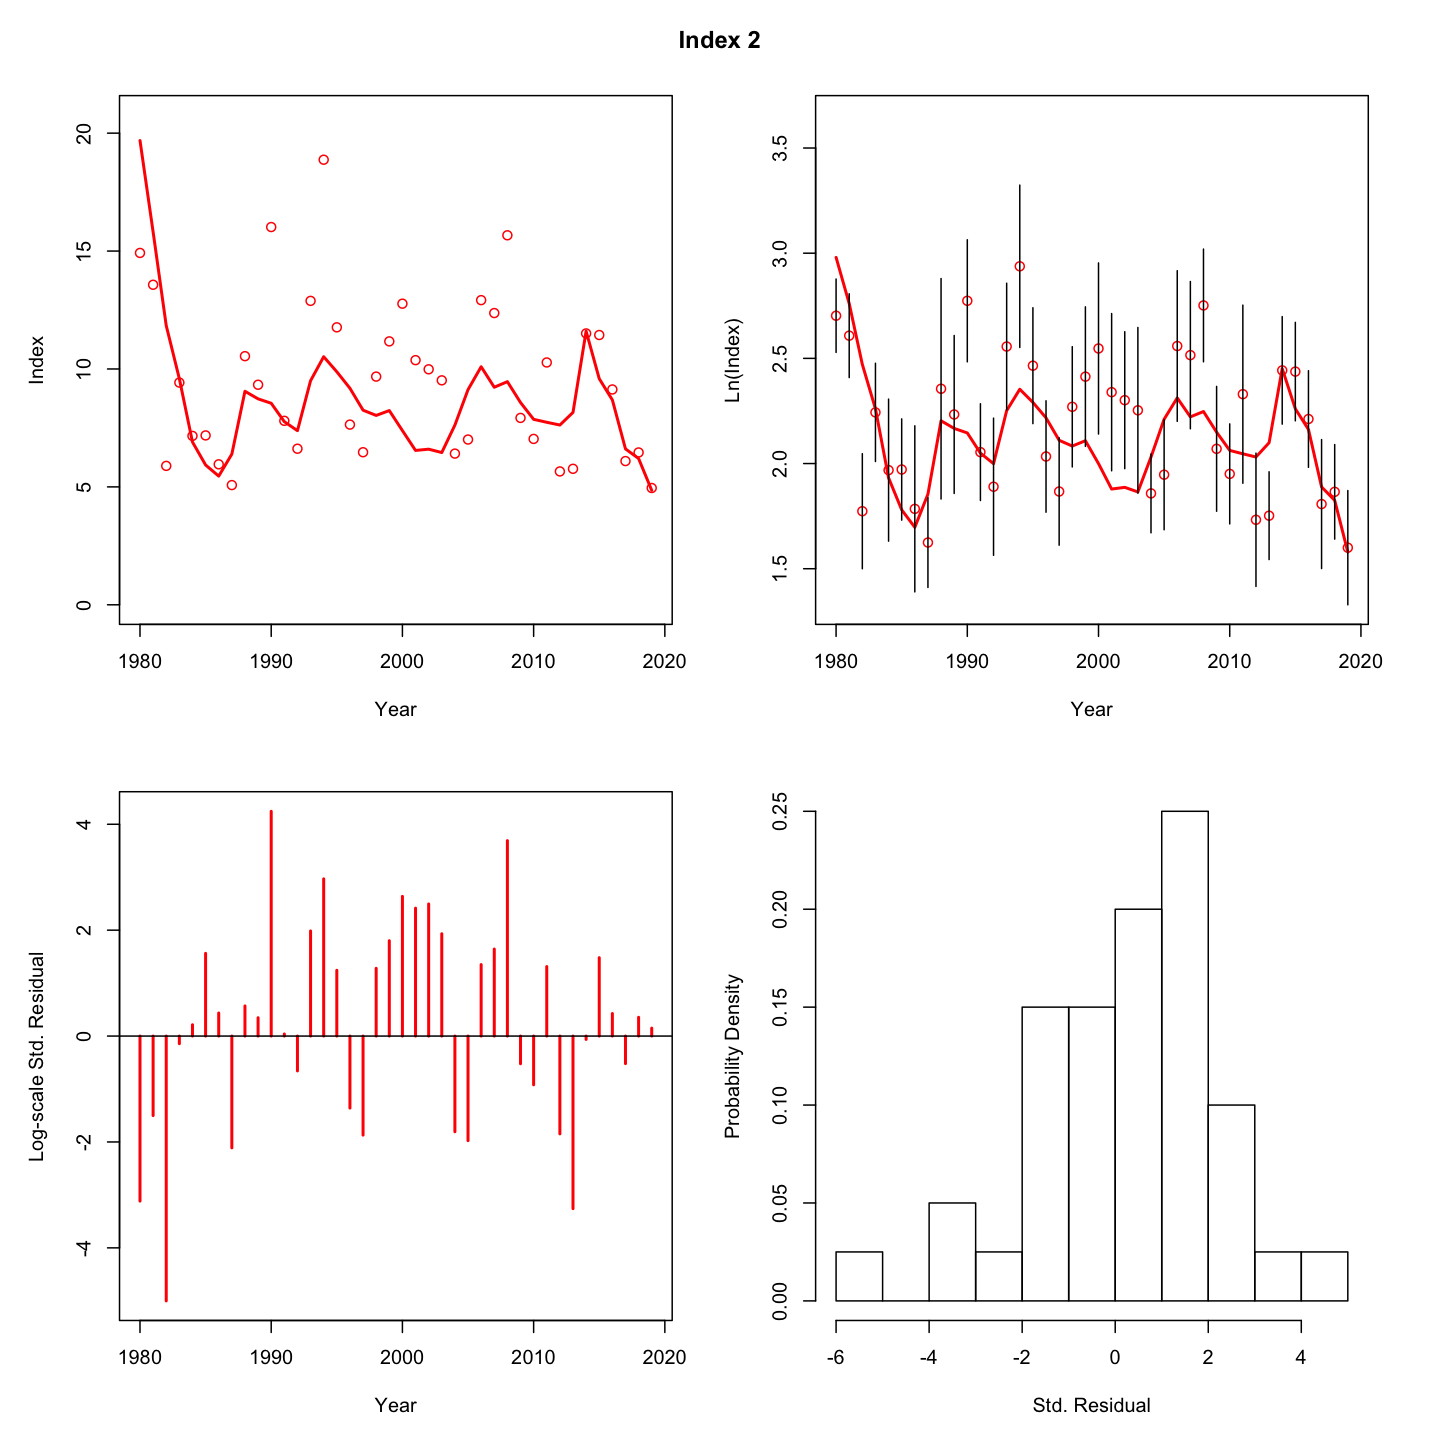 Index 2
20
15
10
5
0
Index
1980 1990 2000 2010 2020
Year
3.5
3.0
2.5
2.0
1.5
Ln(Index)
1980 1990 2000 2010 2020
Year
4
2
0
-2
-4
Log-scale Std. Residual
1980 1990 2000 2010 2020
Year
0.25
0.20
0.15
0.10
0.05
0.00
Probability Density
-6 -4 -2 0 2 4
Std. Residual